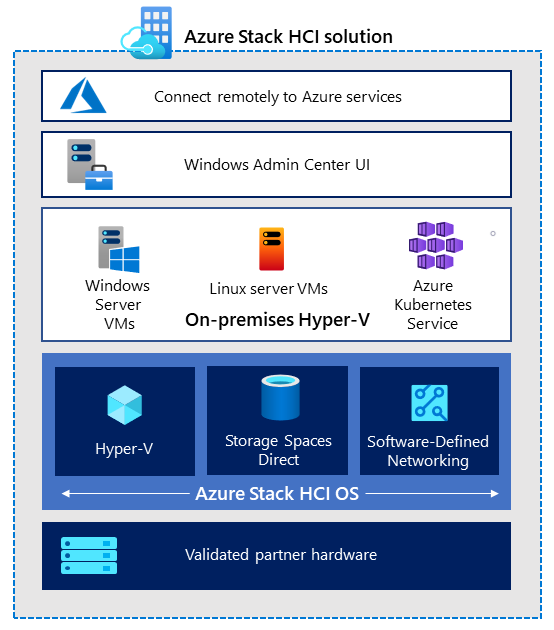 Azure Stack HCI solution
Connect remotely to Azure services
Windows Admin Center UI
Windows
Server
VMs
Linux server VMs
Azure
Kubernetes
Service
On-premises Hyper-V
Hyper-V
Storage Spaces
Direct
Software-Defined
Networking
Azure Stack HCI OS
Validated partner hardware